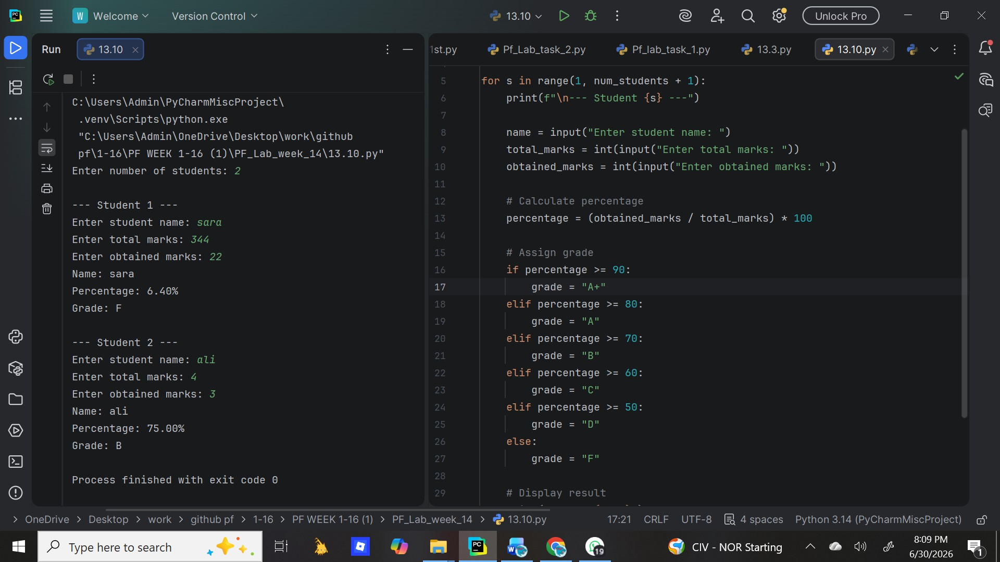 PC
W Welcome
Version Control
13.10
Unlock Pro
Run
13.10
1st.py
Pf_Lab_task_2.py
Pf_lab_task_1.py
13.3.py
13.10.py
C:\Users\Admin\PyCharmMiscProject\
.venv\Scripts\python.exe
"C:\Users\Admin\OneDrive\Desktop\work\github
pf\1-16\PF WEEK 1-16 (1)\PF_Lab_week_14\13.10.py"
Enter number of students: 2
--- Student 1 ---
Enter student name: sara
Enter total marks: 344
Enter obtained marks: 22
Name: sara
Percentage: 6.40%
Grade: F
--- Student 2 ---
Enter student name: ali
Enter total marks: 4
Enter obtained marks: 3
Name: ali
Percentage: 75.00%
Grade: B
Process finished with exit code 0
5 for s in range(1, num_students + 1):
6 print(f"\n--- Student {s} ---")
7
8 name = input("Enter student name: ")
9 total_marks = int(input("Enter total marks: "))
10 obtained_marks = int(input("Enter obtained marks: "))
11
12 # Calculate percentage
13 percentage = (obtained_marks / total_marks) * 100
14
15 # Assign grade
16 if percentage >= 90:
17 grade = "A+"
18 elif percentage >= 80:
19 grade = "A"
20 elif percentage >= 70:
21 grade = "B"
22 elif percentage >= 60:
23 grade = "C"
24 elif percentage >= 50:
25 grade = "D"
26 else:
27 grade = "F"
28
29 # Display result
> OneDrive > Desktop > work > github pf > 1-16 > PF WEEK 1-16 (1) > PF_Lab_week_14 > 13.10.py
17:21 CRLF UTF-8 4 spaces Python 3.14 (PyCharmMiscProject)
Type here to search
PC
W
19
CIV - NOR Starting
8:09 PM
6/30/2026
1